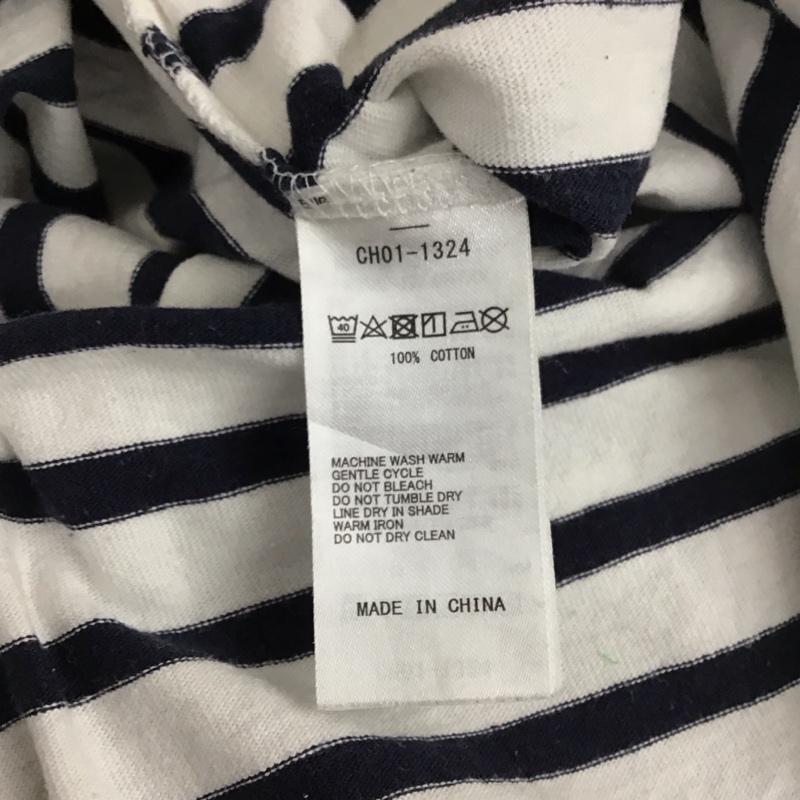 CH01-1324
40
100% COTTON
MACHINE WASH WARM
GENTLE CYCLE
DO NOT BLEACH
DO NOT TUMBLE DRY
LINE DRY IN SHADE
WARM IRON
DO NOT DRY CLEAN
MADE IN CHINA